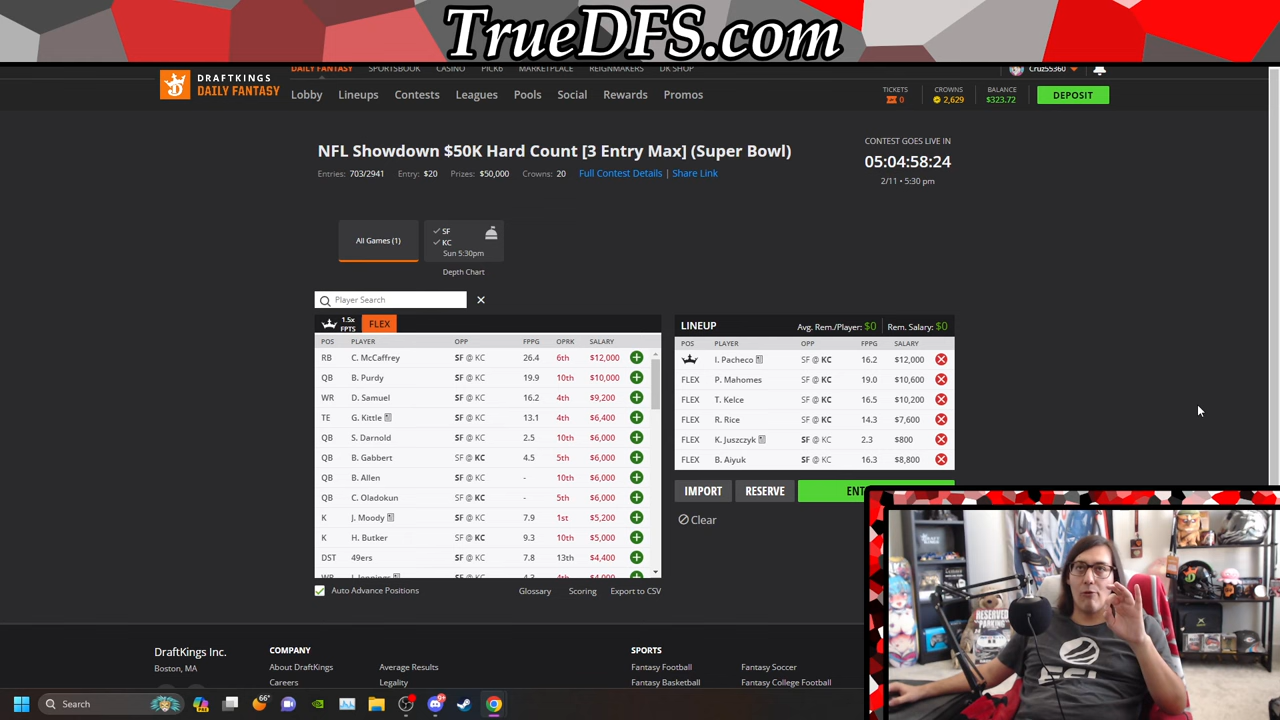 TrueDFS.com
DAILY FANTASY SPORTSBOOK CASINO PICK6 MARKETPLACE REIGNMAKERS DK SHOP
Cruz55360
DRAFTKINGS
DAILY FANTASY
Lobby Lineups Contests Leagues Pools Social Rewards Promos
TICKETS CROWNS BALANCE
0 2,629 $323.72
DEPOSIT
NFL Showdown $50K Hard Count [3 Entry Max] (Super Bowl)
Entries: 703/2941 Entry: $20 Prizes: $50,000 Crowns: 20 Full Contest Details | Share Link
CONTEST GOES LIVE IN
05:04:58:24
2/11 • 5:30 pm
All Games (1)
SF
KC
Sun 5:30pm
Depth Chart
Player Search
1.5x
FPTS
FLEX
POS PLAYER OPP FPPG OPRK SALARY
RB C. McCaffrey SF @ KC 26.4 6th $12,000
QB B. Purdy SF @ KC 19.9 10th $10,000
WR D. Samuel SF @ KC 16.2 4th $9,200
TE G. Kittle SF @ KC 13.1 4th $6,400
QB S. Darnold SF @ KC 2.5 10th $6,000
QB B. Gabbert SF @ KC 4.5 5th $6,000
QB B. Allen SF @ KC - 10th $6,000
QB C. Oladokun SF @ KC - 5th $6,000
K J. Moody SF @ KC 7.9 1st $5,200
K H. Butker SF @ KC 9.3 10th $5,000
DST 49ers SF @ KC 7.8 13th $4,400
Auto Advance Positions
Glossary Scoring Export to CSV
LINEUP Avg. Rem./Player: $0 Rem. Salary: $0
POS PLAYER OPP FPPG SALARY
I. Pacheco SF @ KC 16.2 $12,000
FLEX P. Mahomes SF @ KC 19.0 $10,600
FLEX T. Kelce SF @ KC 16.5 $10,200
FLEX R. Rice SF @ KC 14.3 $7,600
FLEX K. Juszczyk SF @ KC 2.3 $800
FLEX B. Aiyuk SF @ KC 16.3 $8,800
IMPORT RESERVE ENT
Clear
DraftKings Inc.
Boston, MA
COMPANY
About DraftKings
Careers
Average Results
Legality
SPORTS
Fantasy Football
Fantasy Basketball
Fantasy Soccer
Fantasy College Football
RESERVED
PARKING
Search
66°